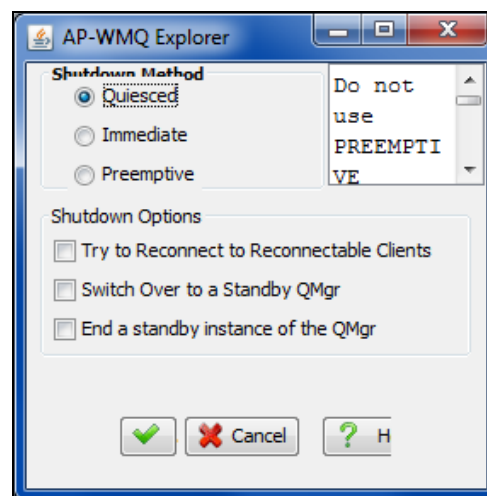 AP-WMQ Explorer
Shutdown Method
Quiesced
Immediate
Preemptive
Do not
use
PREEMPTI
VE
Shutdown Options
Try to Reconnect to Reconnectable Clients
Switch Over to a Standby QMgr
End a standby instance of the QMgr
Cancel
? H